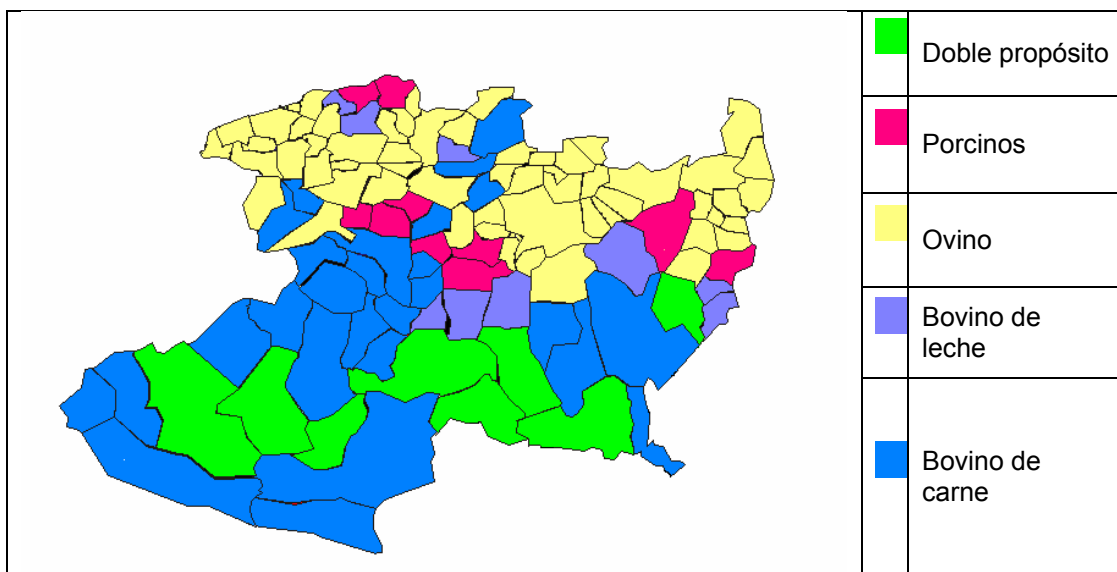 Doble propósito
Porcinos
Ovino
Bovino de
leche
Bovino de
carne